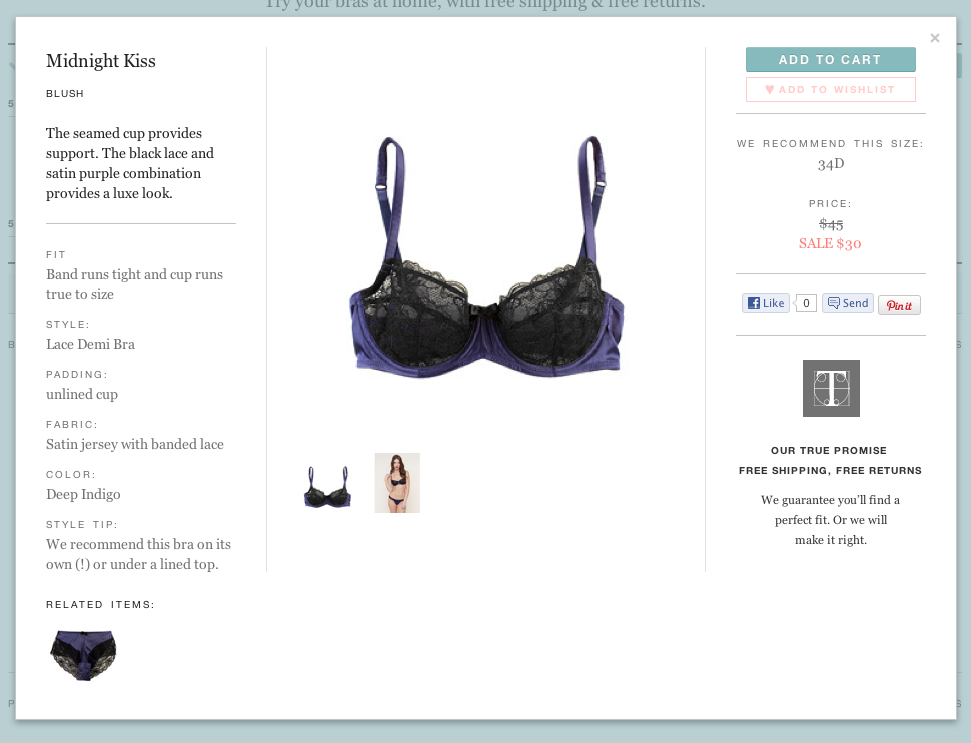 Try your bras at home, with free shipping & free returns.
×
Midnight Kiss
BLUSH
The seamed cup provides
support. The black lace and
satin purple combination
provides a luxe look.
FIT
Band runs tight and cup runs
true to size
STYLE:
Lace Demi Bra
PADDING:
unlined cup
FABRIC:
Satin jersey with banded lace
COLOR:
Deep Indigo
STYLE TIP:
We recommend this bra on its
own (!) or under a lined top.
RELATED ITEMS:
ADD TO CART
♥ ADD TO WISHLIST
WE RECOMMEND THIS SIZE:
34D
PRICE:
$45
SALE $30
Like 0 Send Pin it
T
OUR TRUE PROMISE
FREE SHIPPING, FREE RETURNS
We guarantee you'll find a
perfect fit. Or we will
make it right.